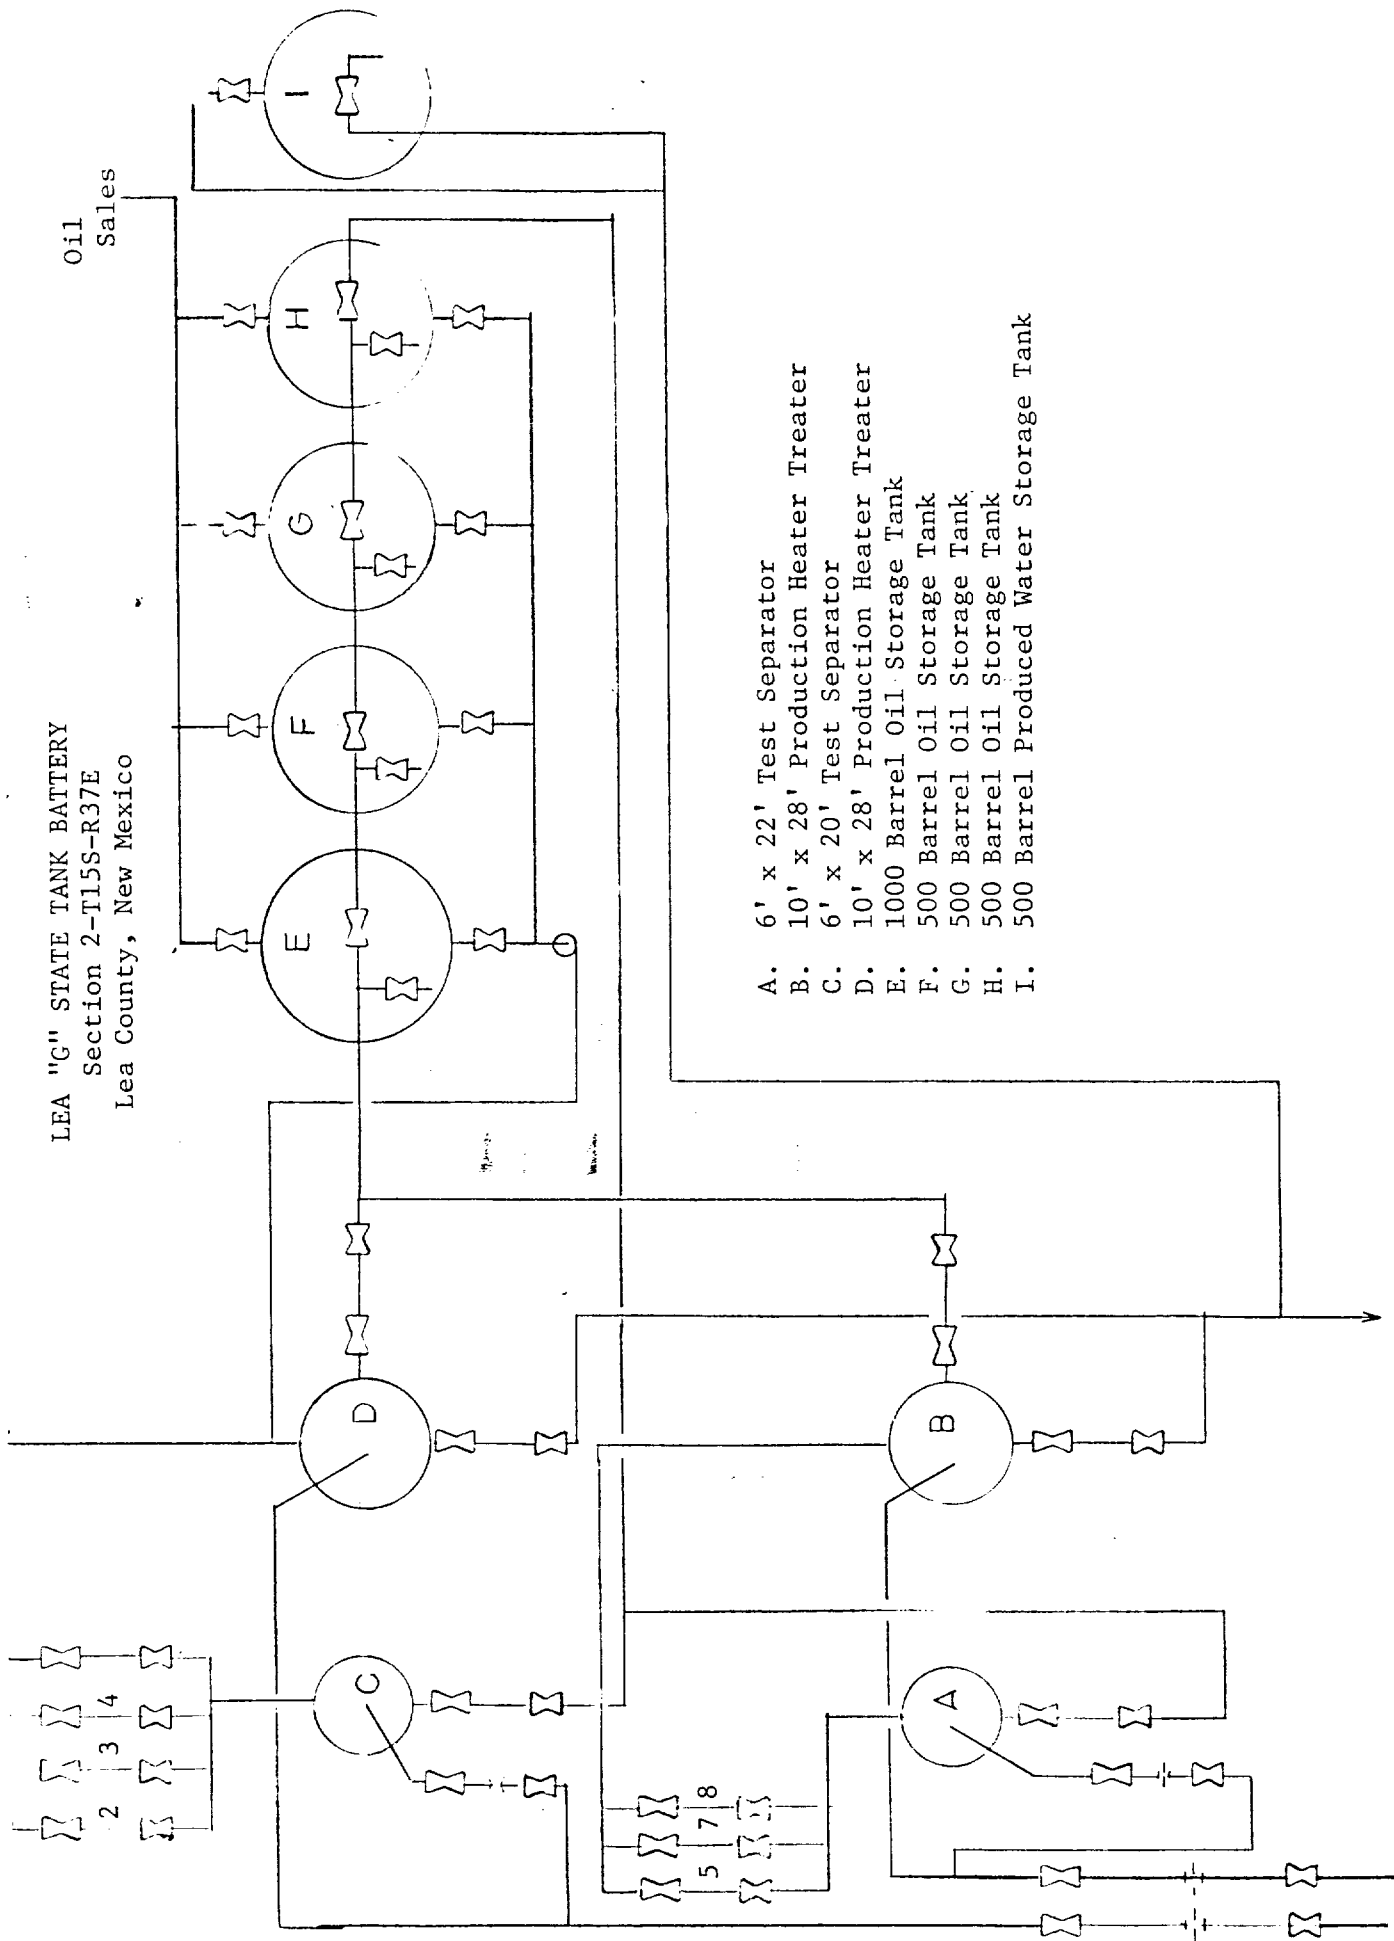 LEA "G" STATE TANK BATTERY
Section 2-T15S-R37E
Lea County, New Mexico
Oil
Sales
I
H
G
F
E
D
B
C
A
2
3
4
5
7
8
A. 6' x 22' Test Separator
B. 10' x 28' Production Heater Treater
C. 6' x 20' Test Separator
D. 10' x 28' Production Heater Treater
E. 1000 Barrel Oil Storage Tank
F. 500 Barrel Oil Storage Tank
G. 500 Barrel Oil Storage Tank
H. 500 Barrel Oil Storage Tank
I. 500 Barrel Produced Water Storage Tank